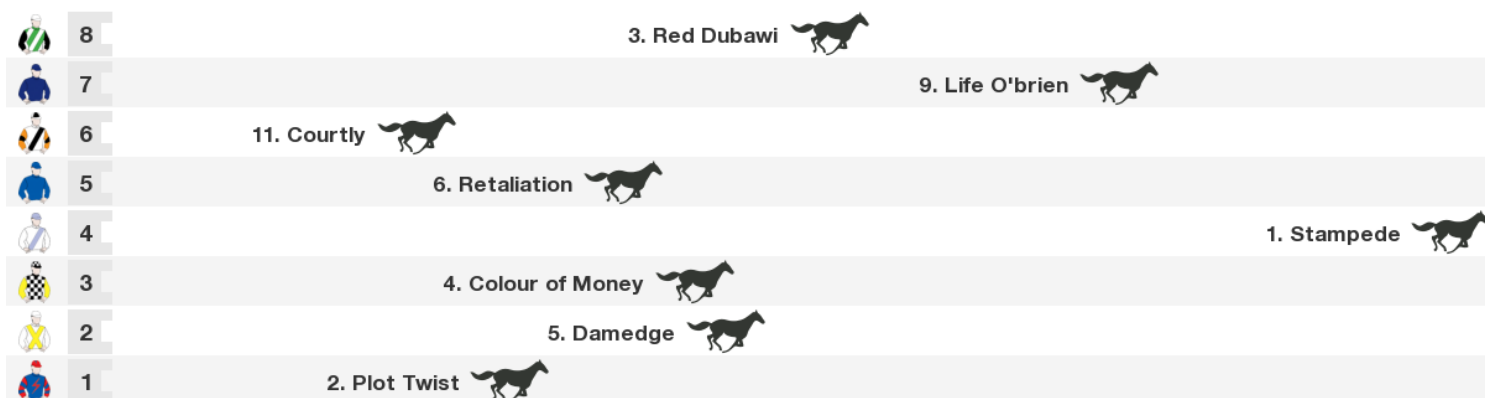 8 3. Red Dubawi
7 9. Life O'brien
6 11. Courtly
5 6. Retaliation
4 1. Stampede
3 4. Colour of Money
2 5. Damedge
1 2. Plot Twist